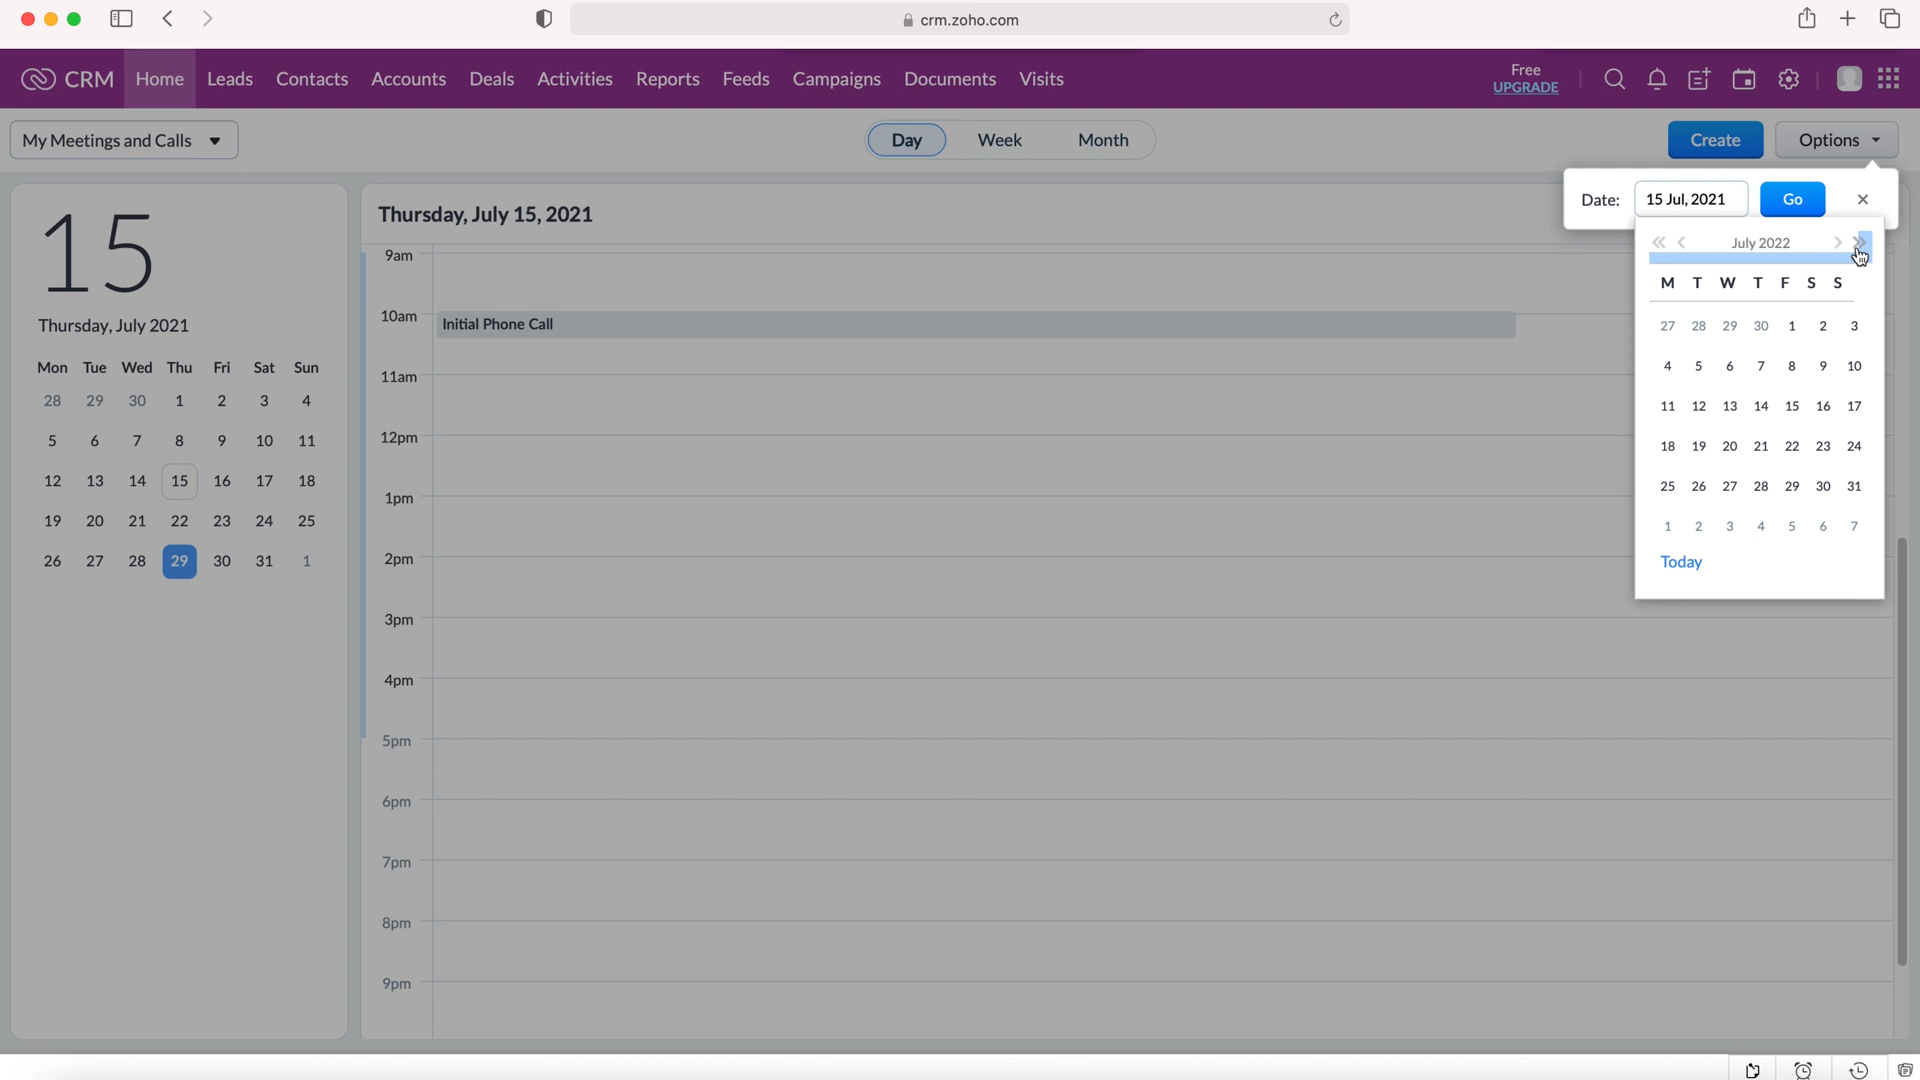 crm.zoho.com
CRM Home Leads Contacts Accounts Deals Activities Reports Feeds Campaigns Documents Visits
Free
UPGRADE
My Meetings and Calls
Day Week Month
Create Options
Date: 15 Jul, 2021 Go
15
Thursday, July 2021
Mon Tue Wed Thu Fri Sat Sun
28 29 30 1 2 3 4
5 6 7 8 9 10 11
12 13 14 15 16 17 18
19 20 21 22 23 24 25
26 27 28 29 30 31 1
Thursday, July 15, 2021
9am
10am Initial Phone Call
11am
12pm
1pm
2pm
3pm
4pm
5pm
6pm
7pm
8pm
9pm
July 2022
M T W T F S S
27 28 29 30 1 2 3
4 5 6 7 8 9 10
11 12 13 14 15 16 17
18 19 20 21 22 23 24
25 26 27 28 29 30 31
1 2 3 4 5 6 7
Today